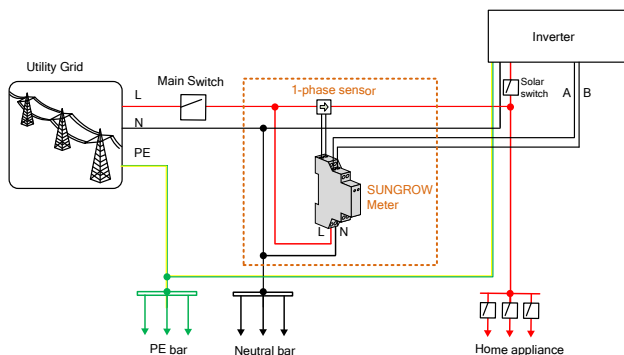 Inverter
Utility Grid
Main Switch
1-phase sensor
Solar
switch
L
A
B
N
PE
SUNGROW
Meter
L
N
PE bar
Neutral bar
Home appliance